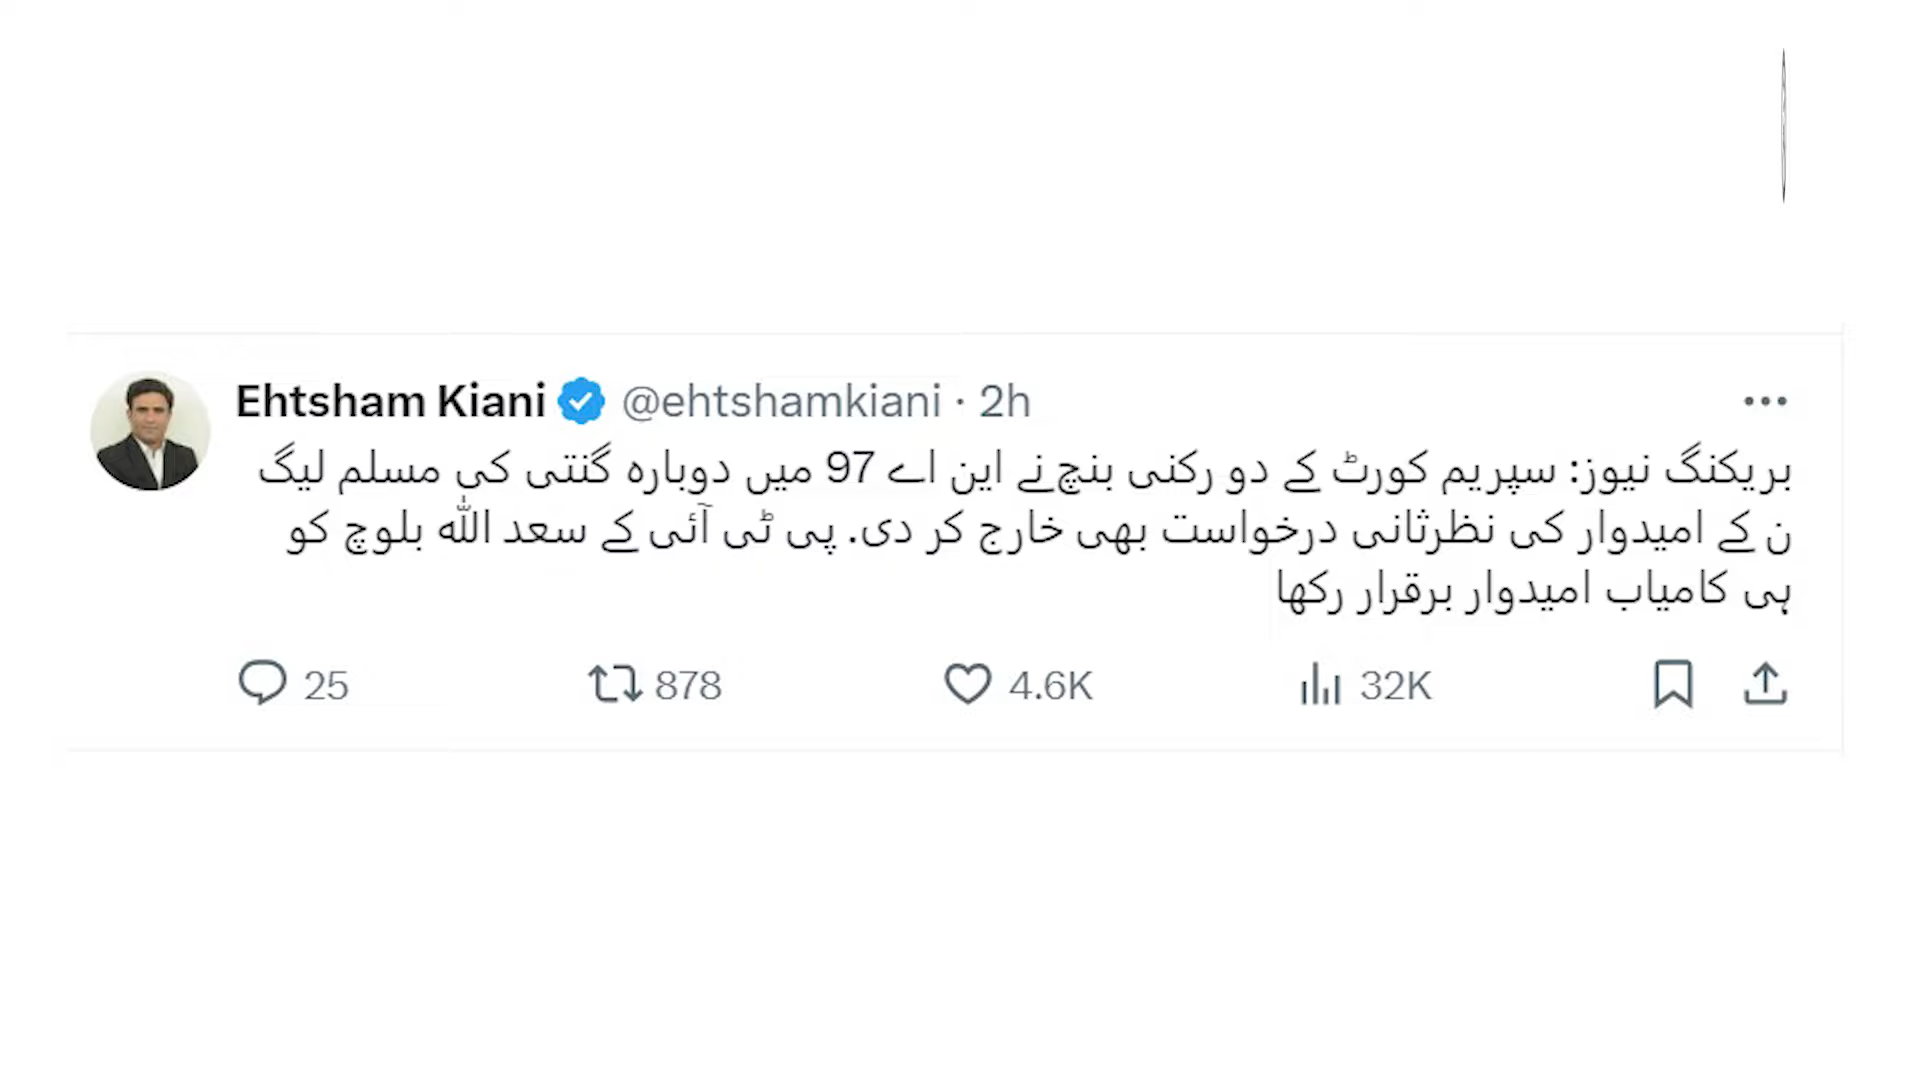 Ehtsham Kiani @ehtshamkiani · 2h
بریکنگ نیوز: سپریم کورٹ کے دو رکنی بنچ نے این اے 97 میں دوبارہ گنتی کی مسلم لیگ
ن کے امیدوار کی نظرثانی درخواست بھی خارج کر دی. پی ٹی آئی کے سعد اللہ بلوچ کو
ہی کامیاب امیدوار برقرار رکھا
25 878 4.6K 32K